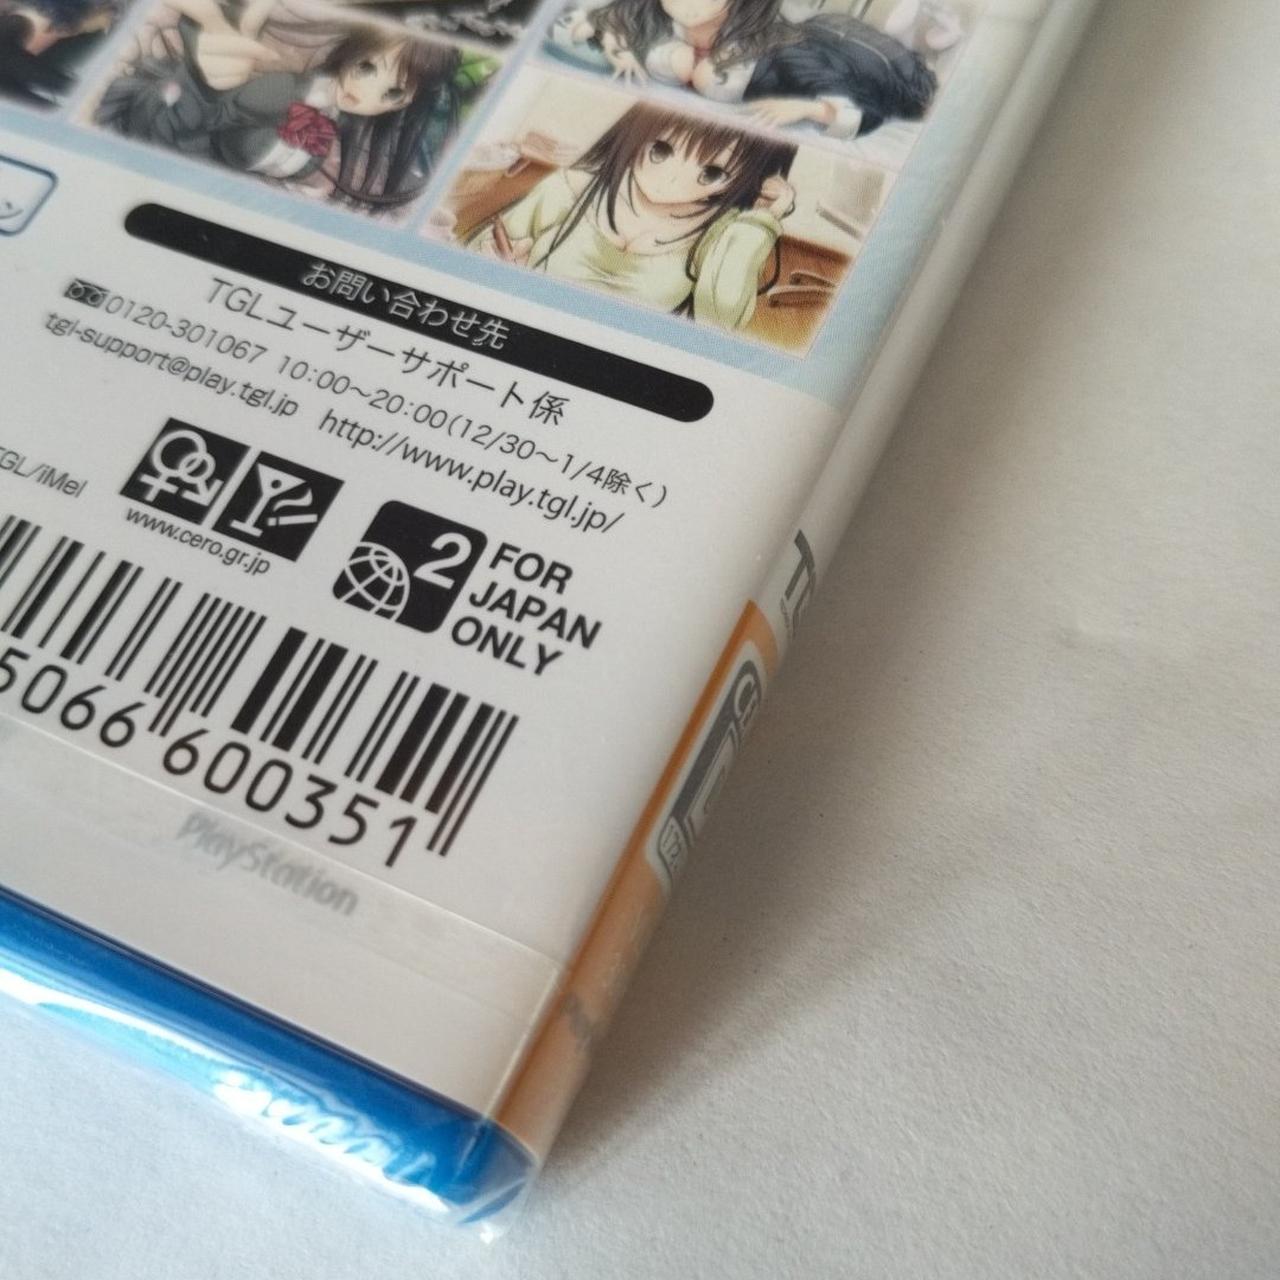 ン
お問い合わせ先
TGLユーザーサポート係
0120-301067 10:00〜20:00(12/30〜1/4除く)
tgl-support@play.tgl.jp http://www.play.tgl.jp/
TGL/iMel
www.cero.gr.jp
2 FOR
JAPAN
ONLY
5066 600351
PlayStation